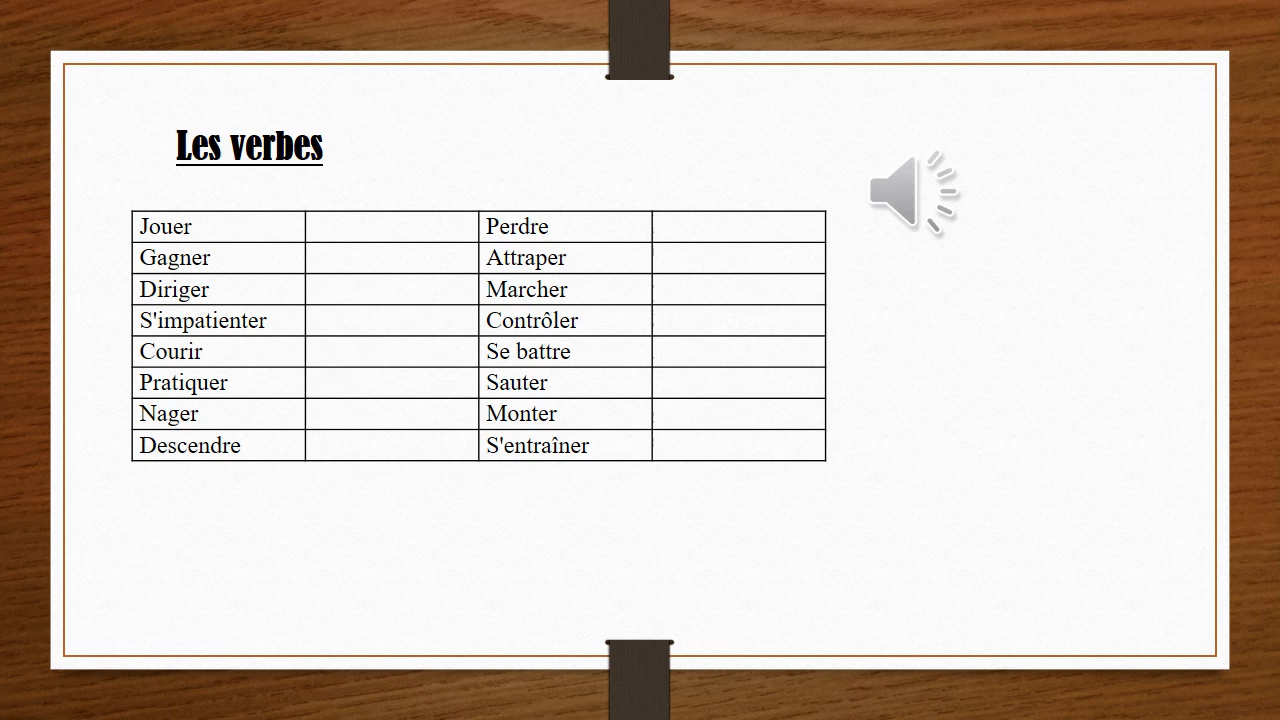 Les verbes
Jouer Perdre
Gagner Attraper
Diriger Marcher
S'impatienter Contrôler
Courir Se battre
Pratiquer Sauter
Nager Monter
Descendre S'entraîner